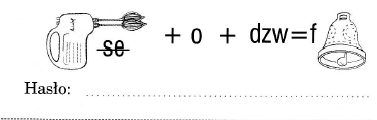 se + o + dzw=f
Hasło: